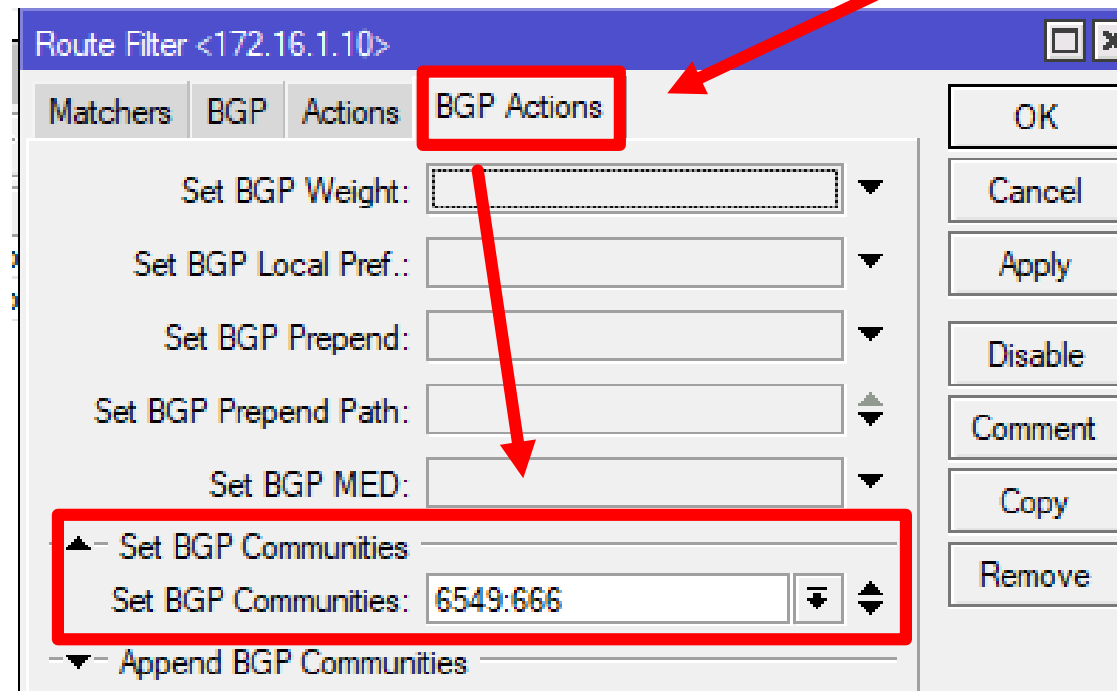 Route Filter <172.16.1.10>
Matchers BGP Actions BGP Actions
OK
Set BGP Weight:
Cancel
Set BGP Local Pref.:
Apply
Set BGP Prepend:
Disable
Set BGP Prepend Path:
Comment
Set BGP MED:
Copy
Set BGP Communities
Remove
Set BGP Communities: 6549:666
Append BGP Communities